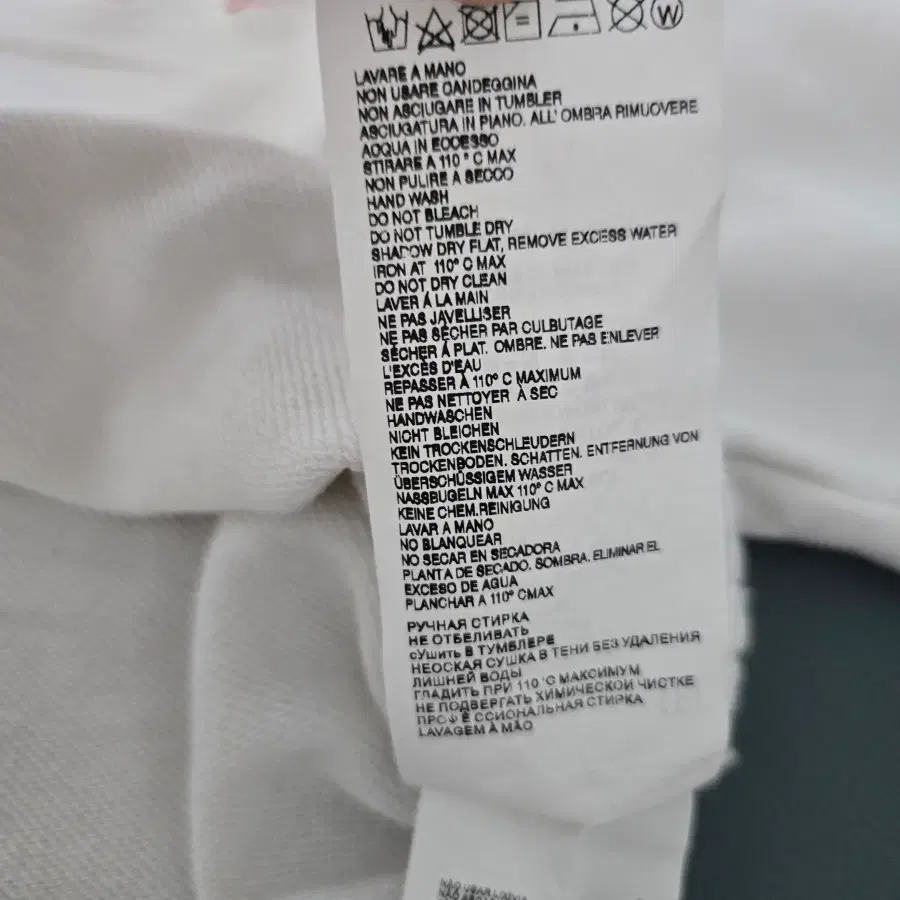 W
LAVARE A MANO
NON USARE CANDEGGINA
NON ASCIUGARE IN TUMBLER
ASCIUGATURA IN PIANO. ALL' OMBRA RIMUOVERE
ACQUA IN ECCESSO
STIRARE A 110 ° C MAX
NON PULIRE A SECCO
HAND WASH
DO NOT BLEACH
DO NOT TUMBLE DRY
SHADOW DRY FLAT, REMOVE EXCESS WATER
IRON AT 110° C MAX
DO NOT DRY CLEAN
LAVER Á LA MAIN
NE PAS JAVELLISER
NE PAS SÈCHER PAR CULBUTAGE
SÉCHER Á PLAT. OMBRE. NE PAS ENLEVER
L'EXCÈS D'EAU
REPASSER À 110° C MAXIMUM
NE PAS NETTOYER À SEC
HANDWASCHEN
NICHT BLEICHEN
KEIN TROCKENSCHLEUDERN
TROCKENBODEN. SCHATTEN. ENTFERNUNG VON
ÜBERSCHÜSSIGEM WASSER
NASSBUGELN MAX 110° C MAX
KEINE CHEM.REINIGUNG
LAVAR A MANO
NO BLANQUEAR
NO SECAR EN SECADORA
PLANTA DE SECADO. SOMBRA. ELIMINAR EL
EXCESO DE AGUA
PLANCHAR A 110° CMAX
РУЧНАЯ СТИРКА
НЕ ОТБЕЛИВАТЬ
сУшить В ТУМБЛЕРЕ
НЕОСКАЯ СУШКА В ТЕНИ БЕЗ УДАЛЕНИЯ
ЛИШНЕЙ ВОДЫ
ГЛАДИТЬ ПРИ 110 °C МАКСИМУМ
НЕ ПОДВЕРГАТЬ ХИМИЧЕСКОЙ ЧИСТКЕ
ПРОФЕССИОНАЛЬНАЯ СТИРКА
LAVAGEM À MÃO
NÃO USAR